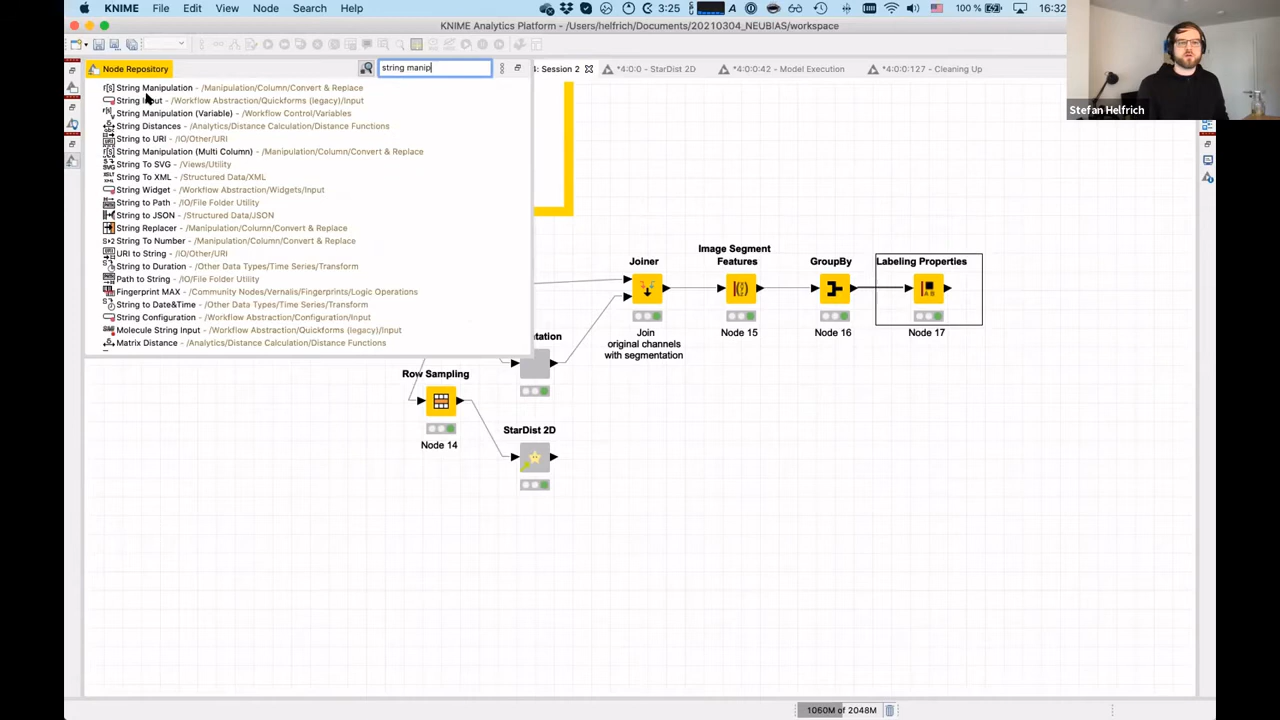 KNIME File Edit View Node Window Search Help 3:25 100 % 16:32
KNIME Analytics Platform - /Users/helfrich/Documents/20210304_NEUBIAS/workspace
Node Repository
string manip
4: Session 2
*4:0:0 - StarDist 2D
*4:0:0:42 - Model Execution
*4:0:0:127 - Cleaning Up
Stefan Helfrich
String Manipulation - /Manipulation/Column/Convert & Replace
String Input - /Workflow Abstraction/Quickforms (legacy)/Input
String Manipulation (Variable) - /Workflow Control/Variables
String Distances - /Analytics/Distance Calculation/Distance Functions
String to URI - /IO/Other/URI
String Manipulation (Multi Column) - /Manipulation/Column/Convert & Replace
String To SVG - /Views/Utility
String To XML - /Structured Data/XML
String Widget - /Workflow Abstraction/Widgets/Input
String to Path - /IO/File Folder Utility
String to JSON - /Structured Data/JSON
String Replacer - /Manipulation/Column/Convert & Replace
String To Number - /Manipulation/Column/Convert & Replace
URI to String - /IO/Other/URI
String to Duration - /Other Data Types/Time Series/Transform
Path to String - /IO/File Folder Utility
Fingerprint MAX - /Community Nodes/Vernalis/Fingerprints/Logic Operations
String to Date&Time - /Other Data Types/Time Series/Transform
String Configuration - /Workflow Abstraction/Configuration/Input
Molecule String Input - /Workflow Abstraction/Quickforms (legacy)/Input
Matrix Distance - /Analytics/Distance Calculation/Distance Functions
Joiner
Join
original channels
with segmentation
Image Segment
Features
Node 15
GroupBy
Node 16
Labeling Properties
Node 17
Row Sampling
Node 14
StarDist 2D
1060M of 2048M